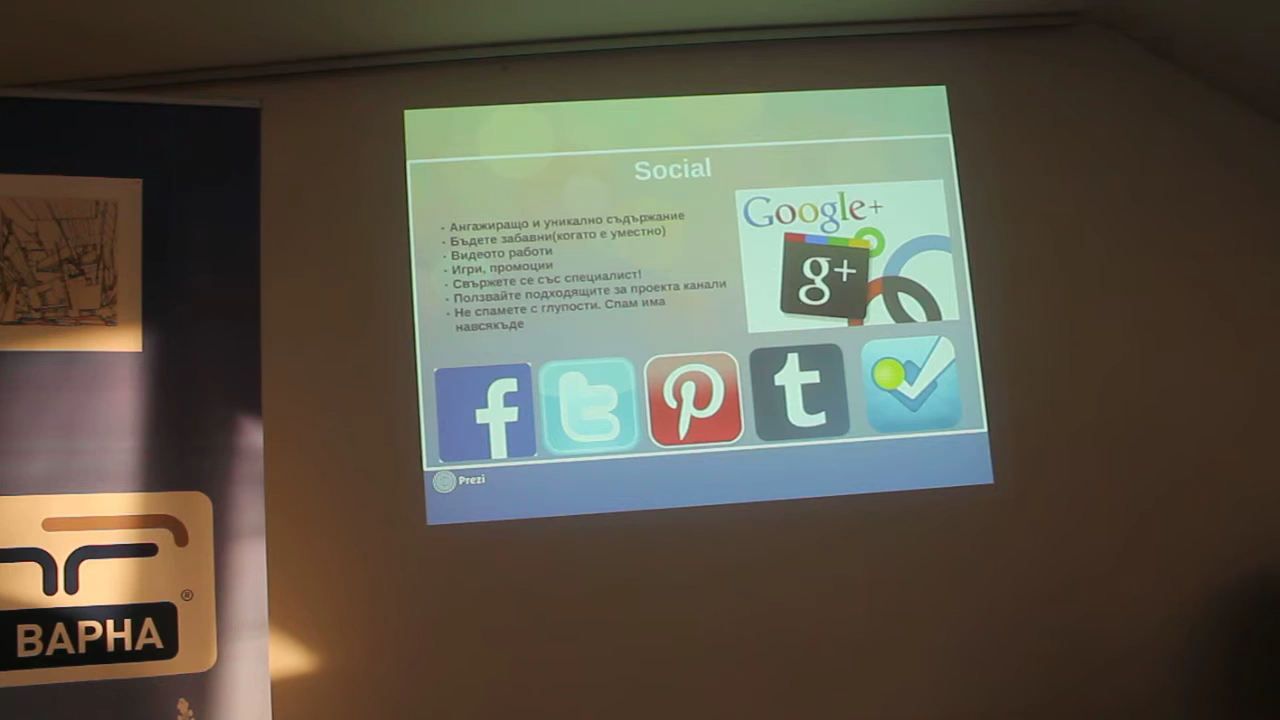 Social
• Ангажиращо и уникално съдържание
• Бъдете забавни(когато е уместно)
• Видеото работи
• Игри, промоции
• Свържете се със специалист!
• Ползвайте подходящите за проекта канали
• Не спамете с глупости. Спам има
навсякъде
Google+
g+
f
t
P
t
Prezi
®
ВАРНА